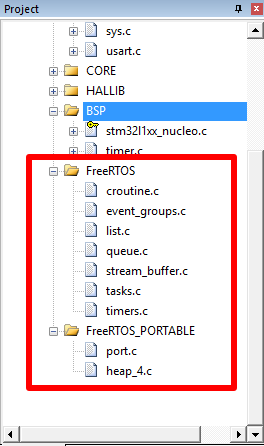 Project
sys.c
usart.c
CORE
HALLIB
BSP
stm32l1xx_nucleo.c
timer.c
FreeRTOS
croutine.c
event_groups.c
list.c
queue.c
stream_buffer.c
tasks.c
timers.c
FreeRTOS_PORTABLE
port.c
heap_4.c